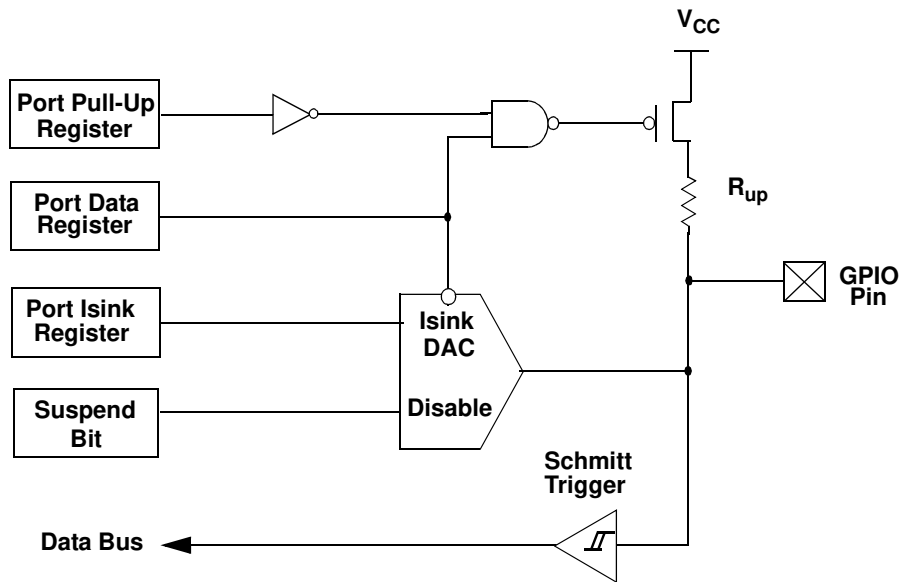 VCC
Port Pull-Up
Register
Port Data
Register
Rup
GPIO
Pin
Port Isink
Register
Isink
DAC
Suspend
Bit
Disable
Schmitt
Trigger
Data Bus